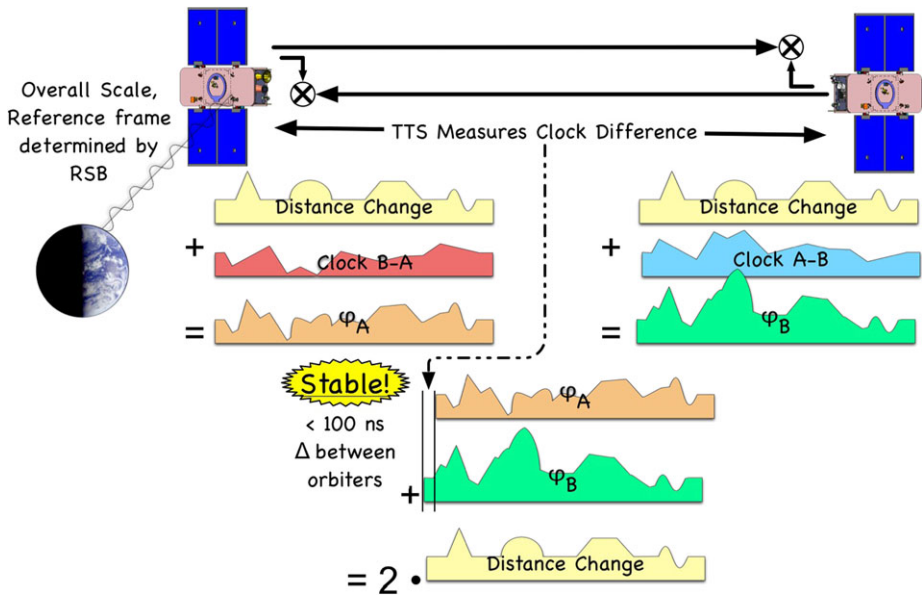 Overall Scale,
Reference frame
determined by
RSB
TTS Measures Clock Difference
Distance Change
+
Clock B-A
=
φA
Distance Change
+
Clock A-B
=
φB
Stable!
< 100 ns
Δ between
orbiters
φA
+
φB
= 2 •
Distance Change